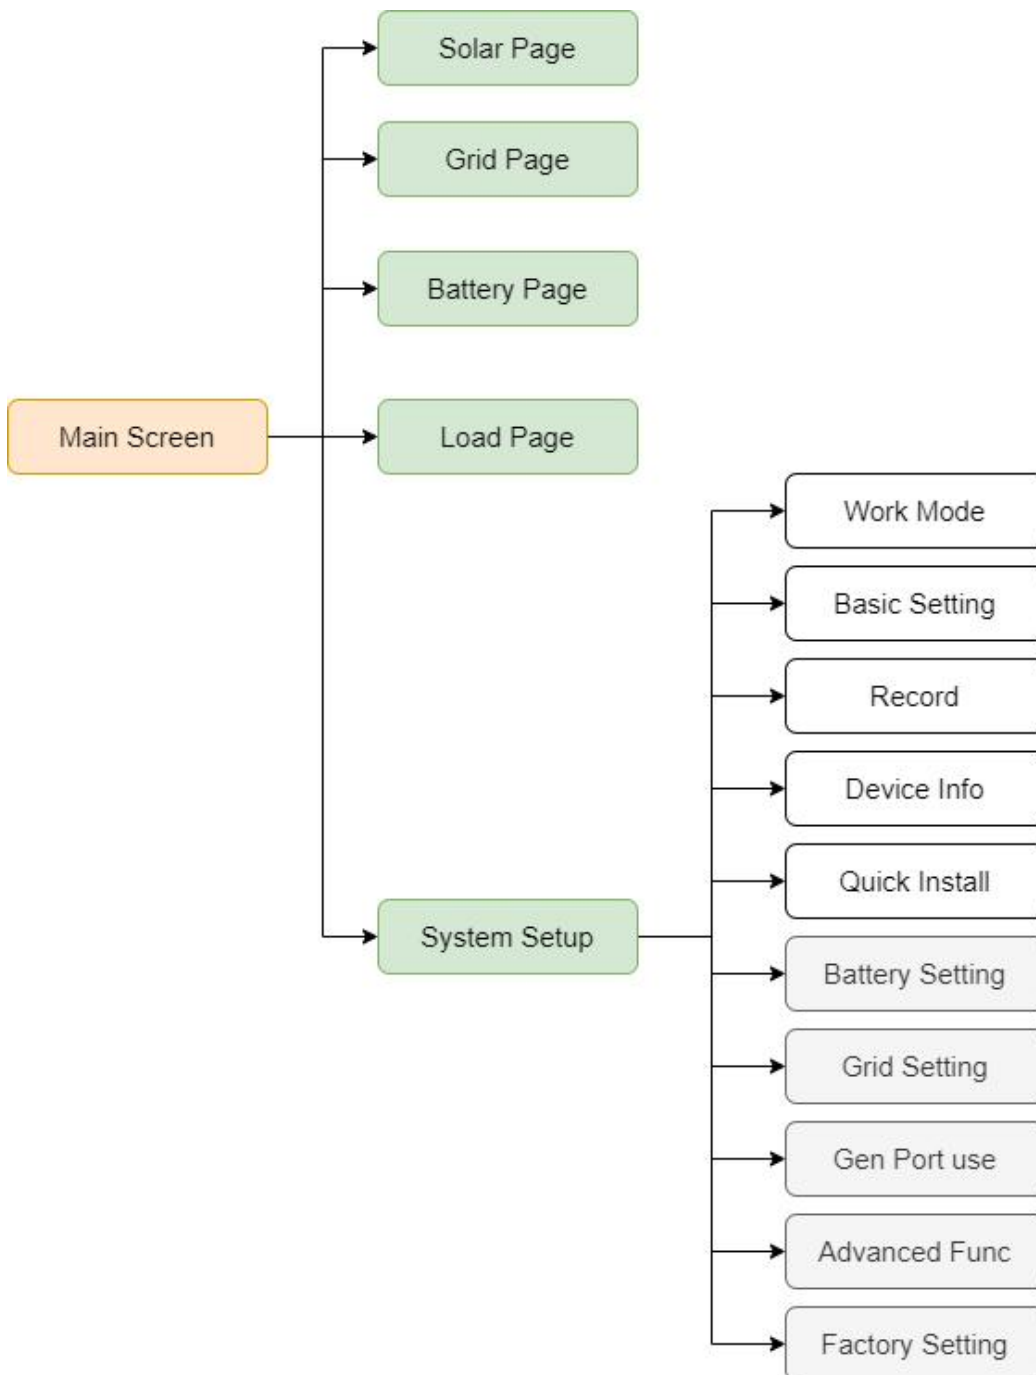 Solar Page
Grid Page
Battery Page
Main Screen
Load Page
Work Mode
Basic Setting
Record
Device Info
Quick Install
System Setup
Battery Setting
Grid Setting
Gen Port use
Advanced Func
Factory Setting